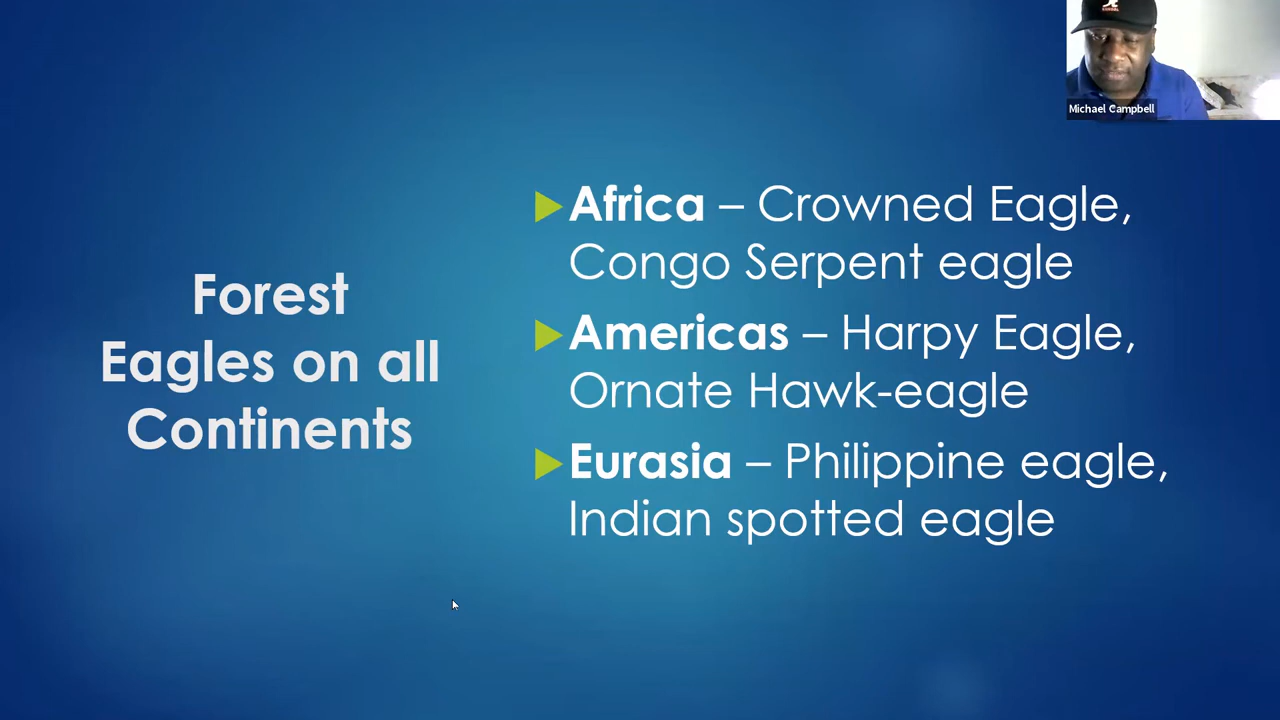 Michael Campbell
Forest
Eagles on all
Continents
Africa – Crowned Eagle,
Congo Serpent eagle
Americas – Harpy Eagle,
Ornate Hawk-eagle
Eurasia – Philippine eagle,
Indian spotted eagle